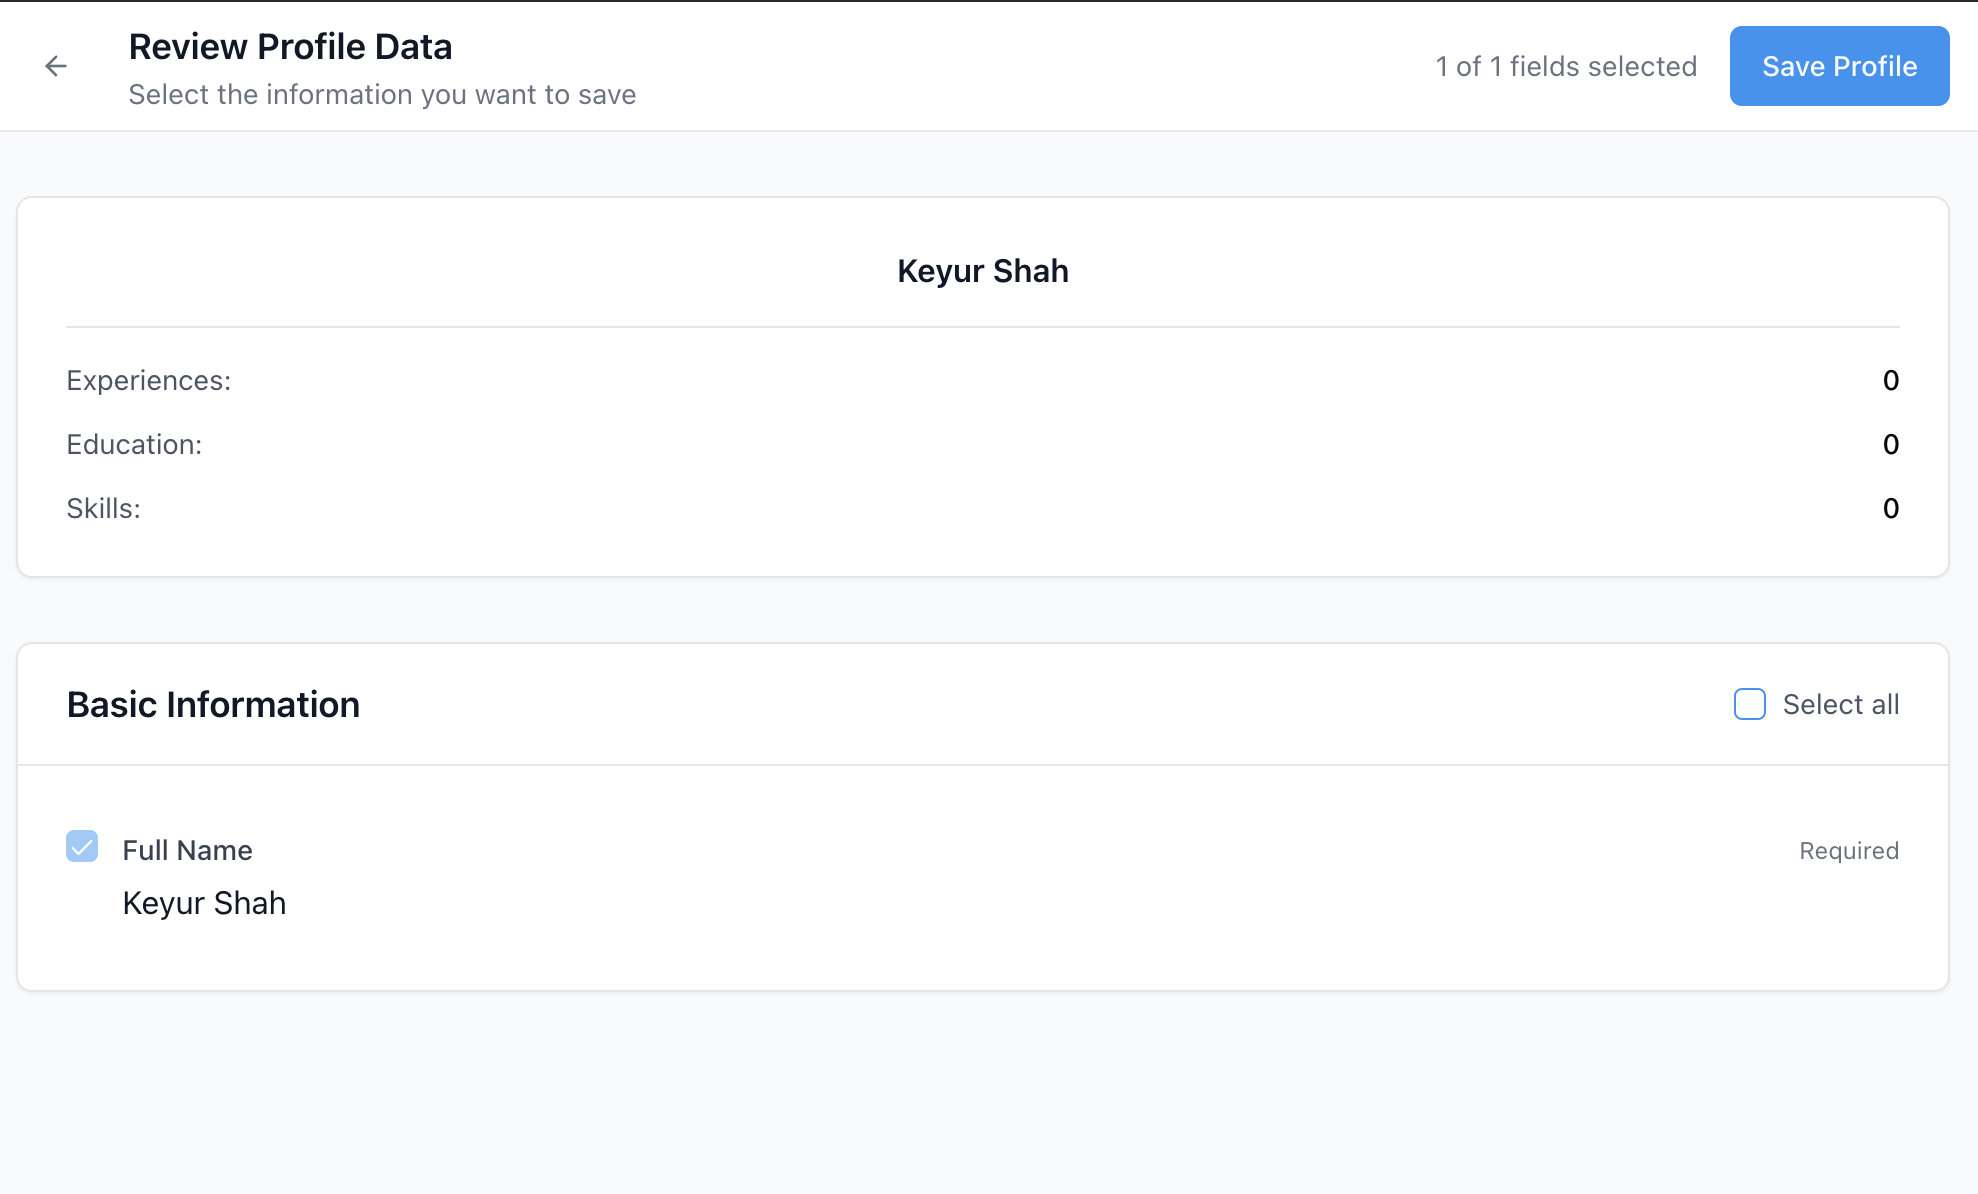 Review Profile Data
Select the information you want to save
1 of 1 fields selected
Save Profile
Keyur Shah
Experiences: 0
Education: 0
Skills: 0
Basic Information
Select all
Full Name
Required
Keyur Shah